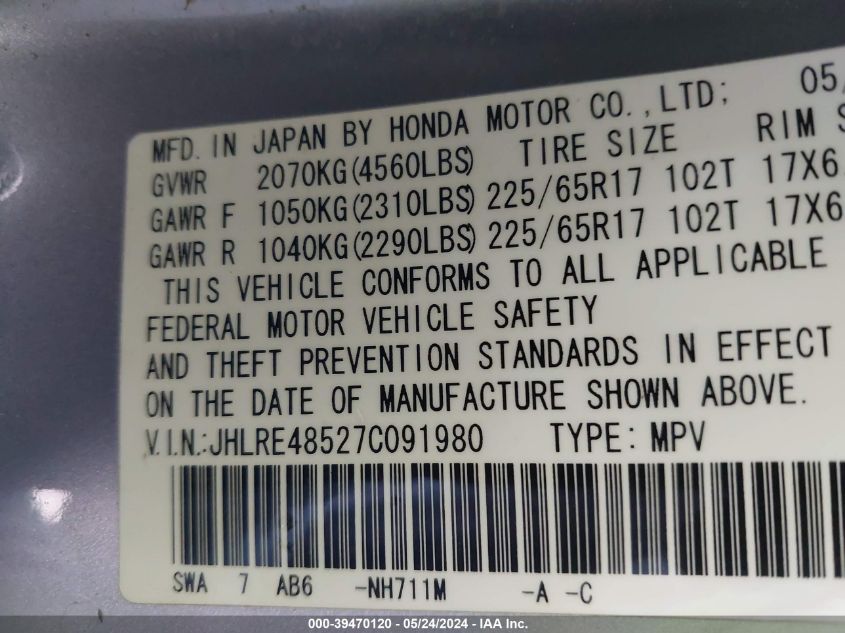 MFD. IN JAPAN BY HONDA MOTOR CO.,LTD; 05/
GVWR 2070KG(4560LBS) TIRE SIZE RIM S
GAWR F 1050KG(2310LBS) 225/65R17 102T 17X6
GAWR R 1040KG(2290LBS) 225/65R17 102T 17X6
THIS VEHICLE CONFORMS TO ALL APPLICABLE
FEDERAL MOTOR VEHICLE SAFETY
AND THEFT PREVENTION STANDARDS IN EFFECT
ON THE DATE OF MANUFACTURE SHOWN ABOVE.
V.I.N.:JHLRE48527C091980 TYPE: MPV
SWA 7 AB6 -NH711M -A -C
000-39470120 - 05/24/2024 - IAA Inc.